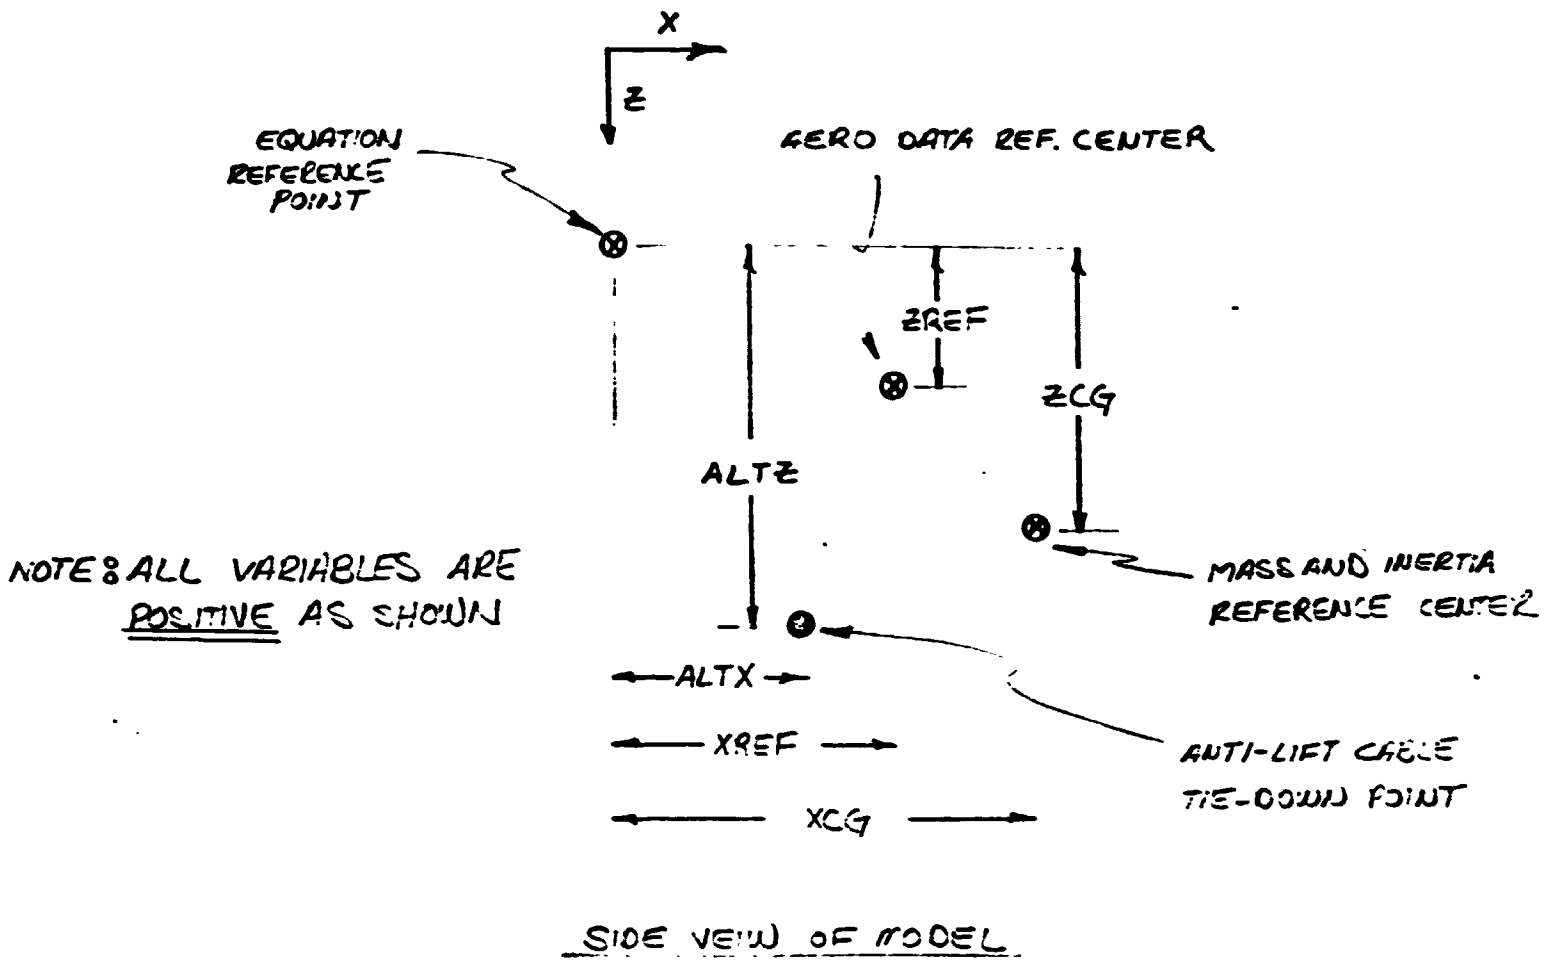 X
Z
EQUATION
REFERENCE
POINT
AERO DATA REF. CENTER
ZREF
ZCG
ALTZ
NOTE: ALL VARIABLES ARE
POSITIVE AS SHOWN
MASS AND INERTIA
REFERENCE CENTER
ALTX
XREF
ANTI-LIFT CABLE
TIE-DOWN POINT
XCG
SIDE VEIW OF MODEL